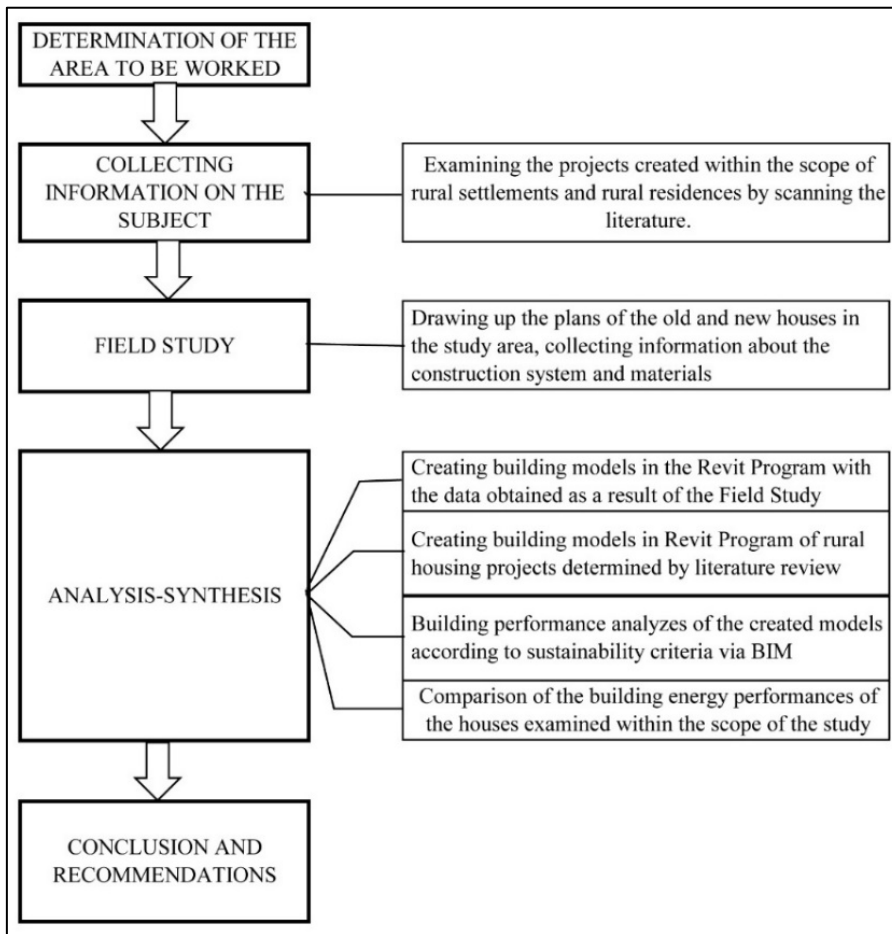 DETERMINATION OF THE
AREA TO BE WORKED
COLLECTING
INFORMATION ON THE
SUBJECT
Examining the projects created within the scope of
rural settlements and rural residences by scanning the
literature.
FIELD STUDY
Drawing up the plans of the old and new houses in
the study area, collecting information about the
construction system and materials
ANALYSIS-SYNTHESIS
Creating building models in the Revit Program with
the data obtained as a result of the Field Study
Creating building models in Revit Program of rural
housing projects determined by literature review
Building performance analyzes of the created models
according to sustainability criteria via BIM
Comparison of the building energy performances of
the houses examined within the scope of the study
CONCLUSION AND
RECOMMENDATIONS